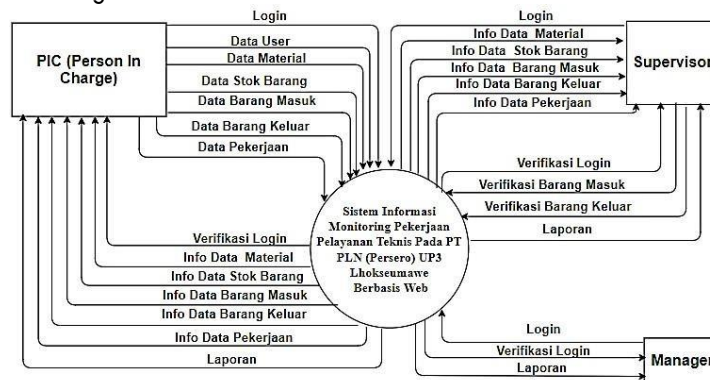 Login
Data User
Data Material
Data Stok Barang
Data Barang Masuk
Data Barang Keluar
Data Pekerjaan
PIC (Person In
Charge)
Login
Info Data Material
Info Data Stok Barang
Info Data Barang Masuk
Info Data Barang Keluar
Info Data Pekerjaan
Supervisor
Verifikasi Login
Verifikasi Barang Masuk
Verifikasi Barang Keluar
Laporan
Sistem Informasi
Monitoring Pekerjaan
Pelayanan Teknis Pada PT
PLN (Persero) UP3
Lhokseumawe
Berbasis Web
Verifikasi Login
Info Data Material
Info Data Stok Barang
Info Data Barang Masuk
Info Data Barang Keluar
Info Data Pekerjaan
Laporan
Login
Verifikasi Login
Laporan
Manager